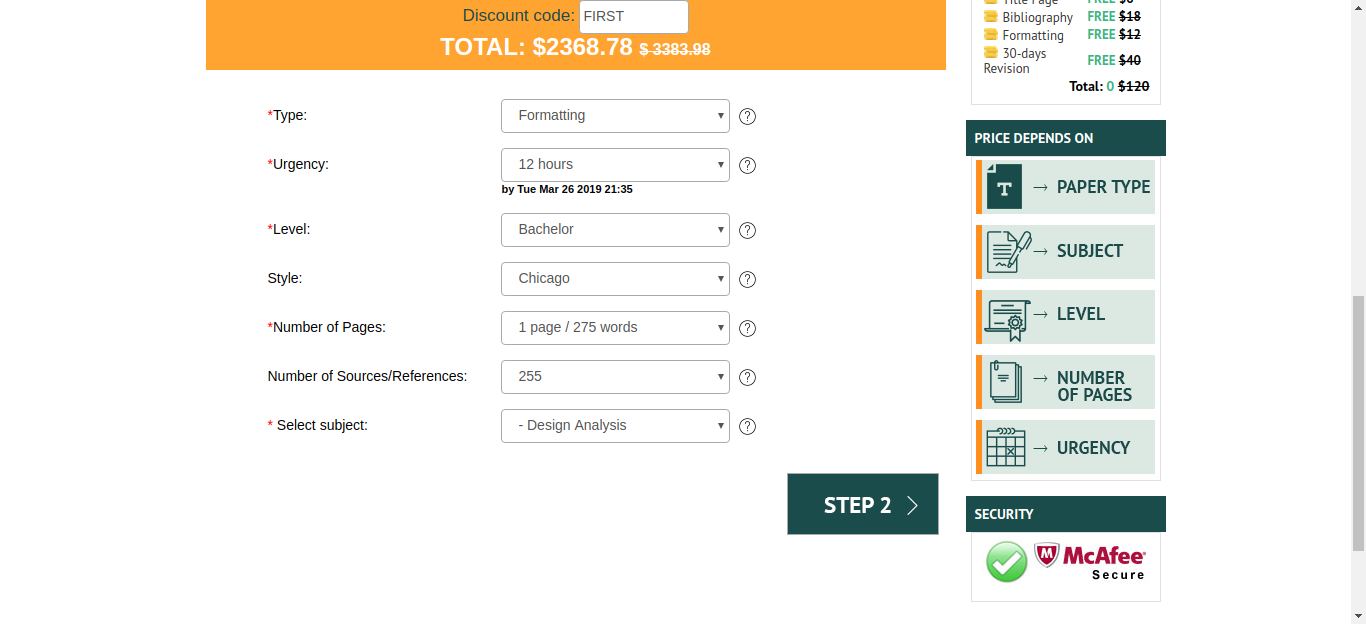 Discount code: FIRST
TOTAL: $2368.78 $ 3383.98
*Type: Formatting
*Urgency: 12 hours
by Tue Mar 26 2019 21:35
*Level: Bachelor
Style: Chicago
*Number of Pages: 1 page / 275 words
Number of Sources/References: 255
* Select subject: - Design Analysis
STEP 2
Title Page FREE $8
Bibliography FREE $18
Formatting FREE $12
30-days
Revision FREE $40
Total: 0 $120
PRICE DEPENDS ON
T
PAPER TYPE
SUBJECT
LEVEL
NUMBER
OF PAGES
URGENCY
SECURITY
M McAfee
Secure